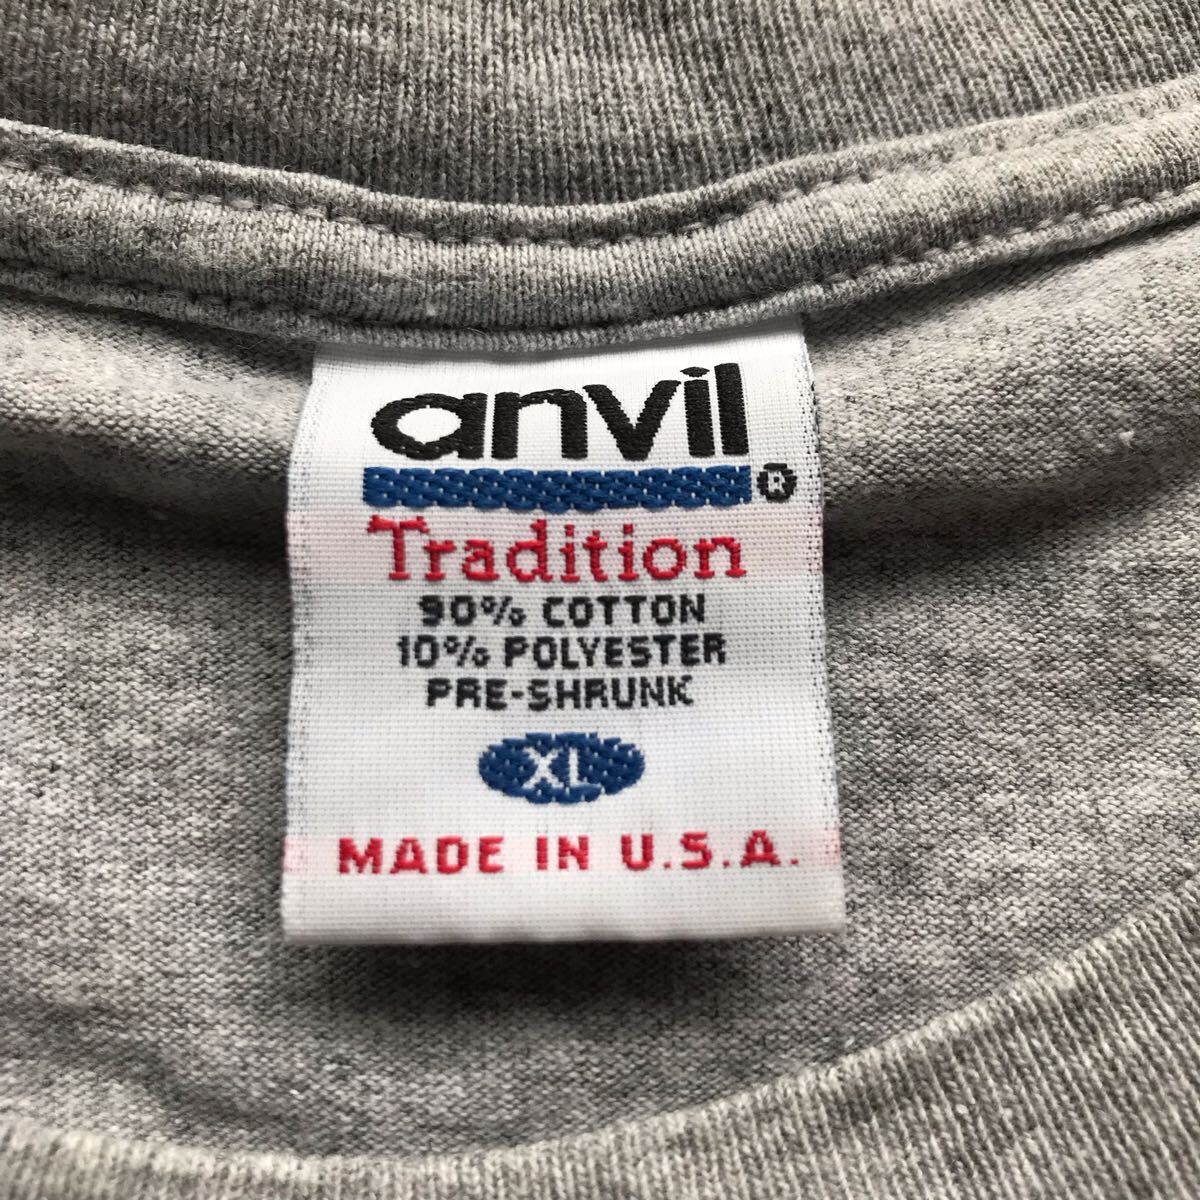 anvil ®
Tradition
90% COTTON
10% POLYESTER
PRE-SHRUNK
XL
MADE IN U.S.A.